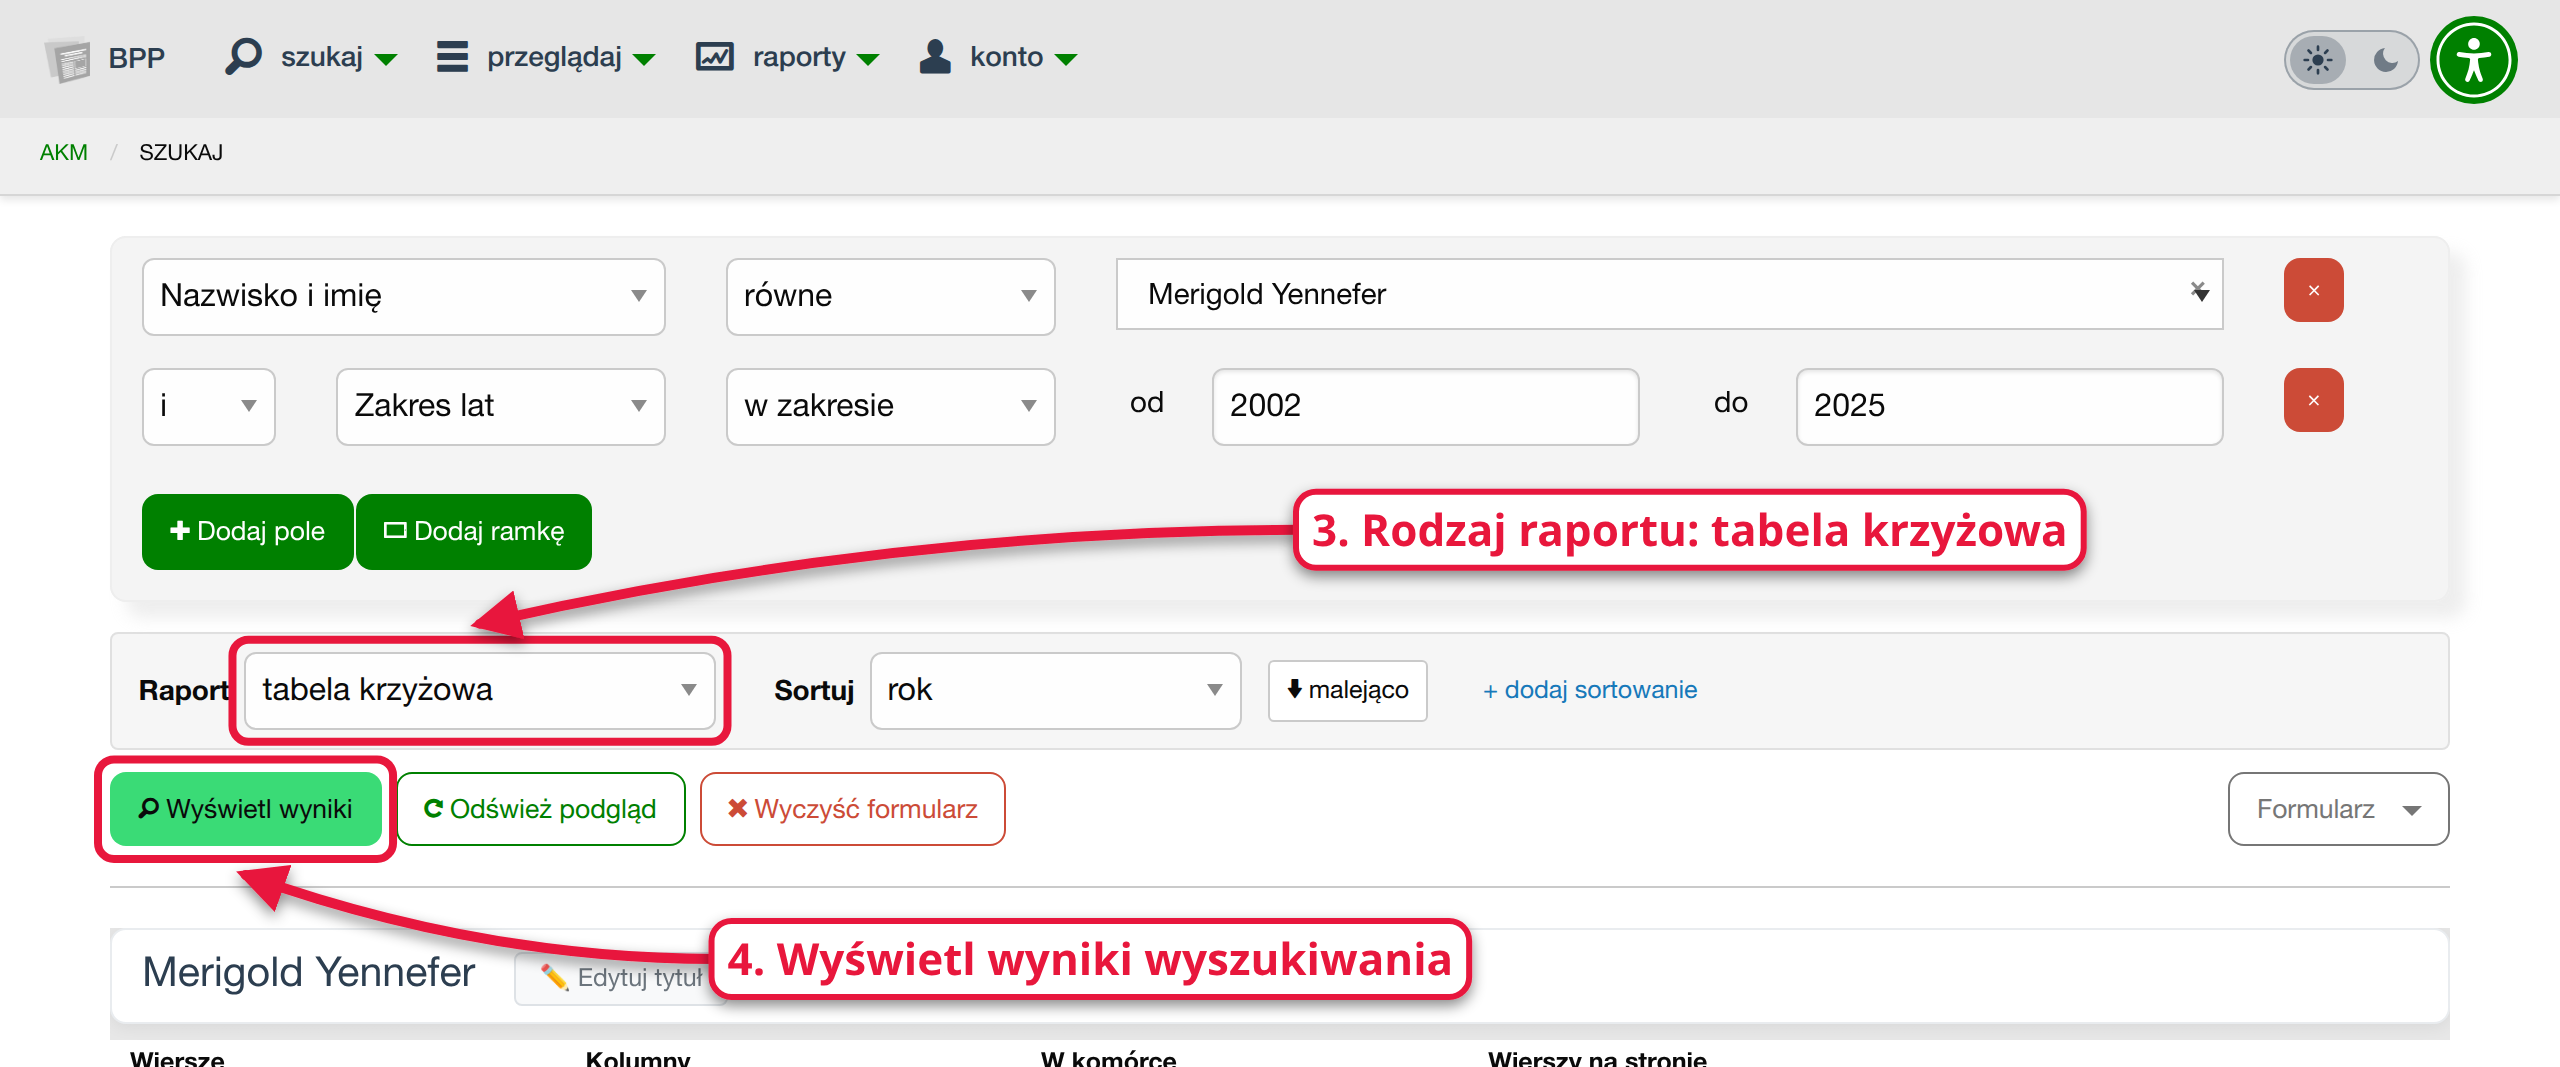 BPP szukaj przeglądaj raporty konto
AKM / SZUKAJ
Nazwisko i imię równe Merigold Yennefer × ×
i Zakres lat w zakresie od 2002 do 2025 ×
Dodaj pole Dodaj ramkę
3. Rodzaj raportu: tabela krzyżowa
Raport tabela krzyżowa Sortuj rok malejąco + dodaj sortowanie
Wyświetl wyniki Odśwież podgląd Wyczyść formularz Formularz
4. Wyświetl wyniki wyszukiwania
Merigold Yennefer Edytuj tytuł
Wiersze Kolumny W komórce Wierszy na stronie